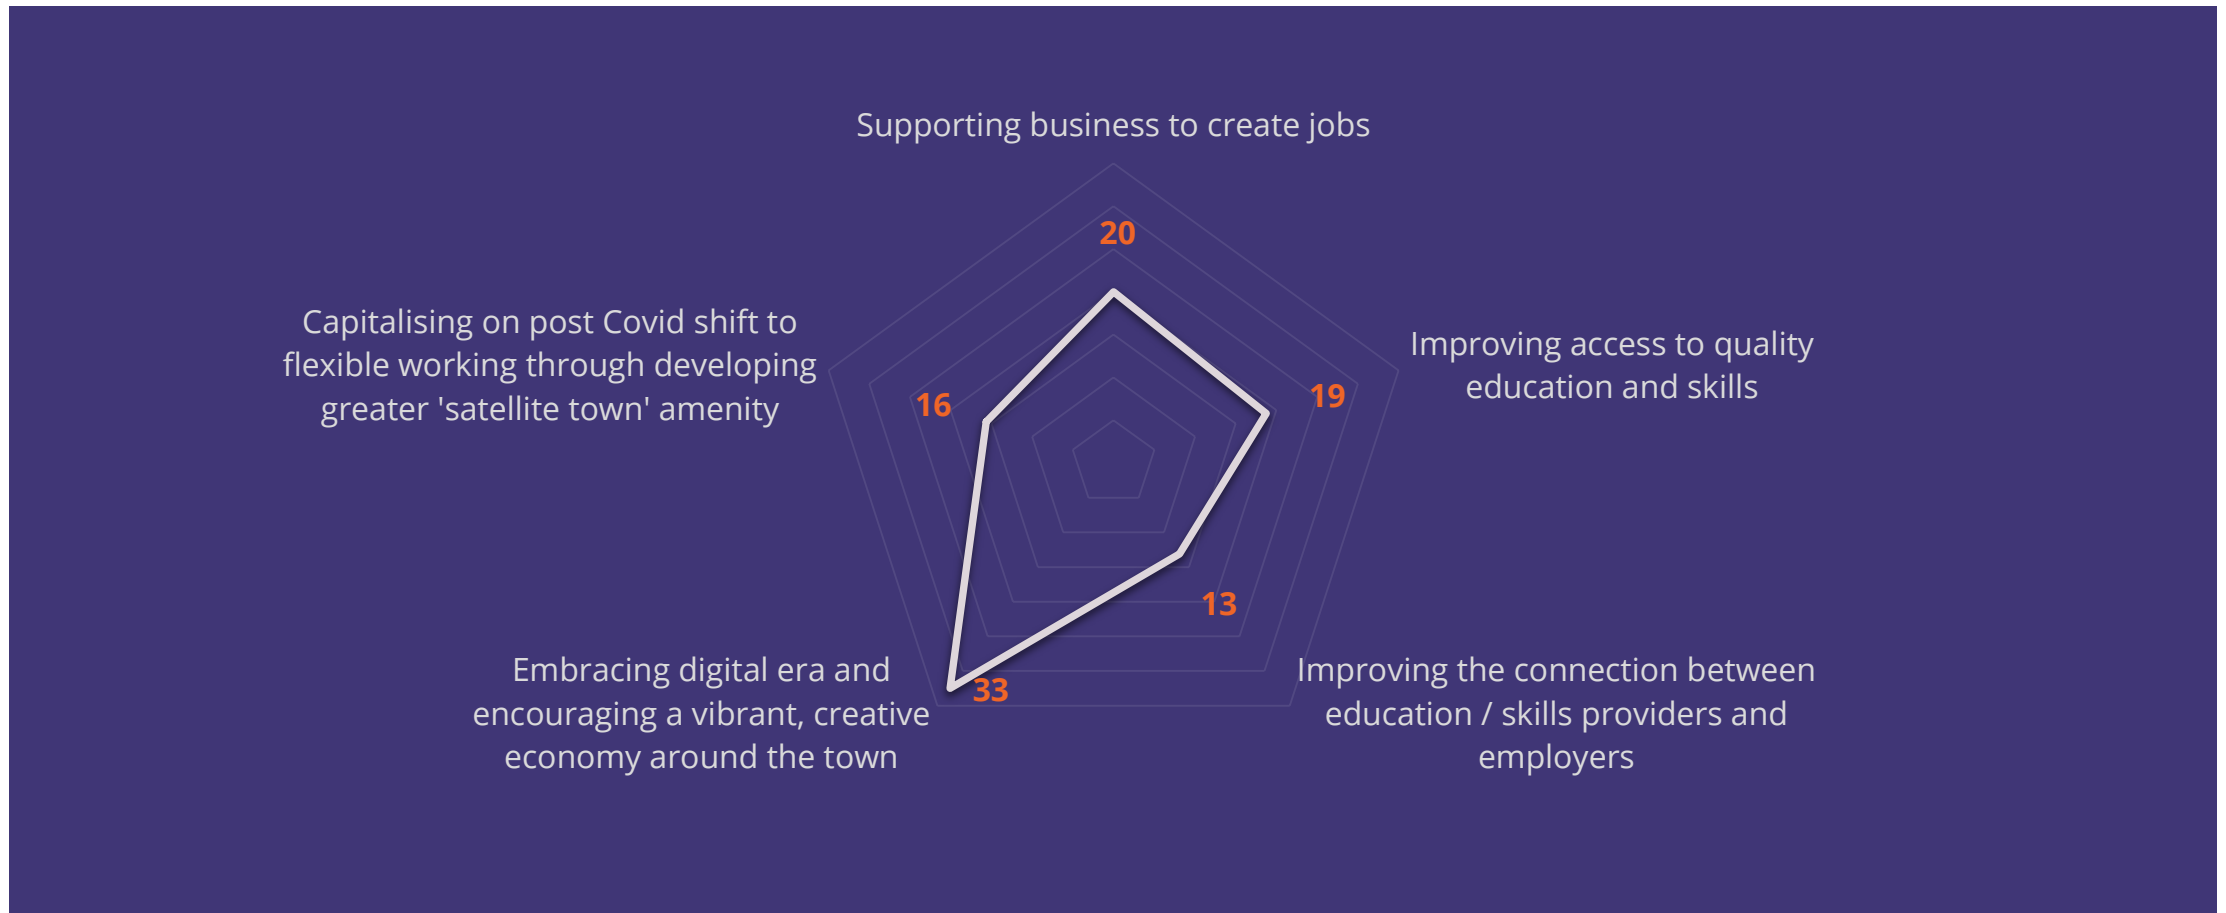 Supporting business to create jobs
20
Capitalising on post Covid shift to
flexible working through developing
greater 'satellite town' amenity
16
19
Improving access to quality
education and skills
13
33
Embracing digital era and
encouraging a vibrant, creative
economy around the town
Improving the connection between
education / skills providers and
employers